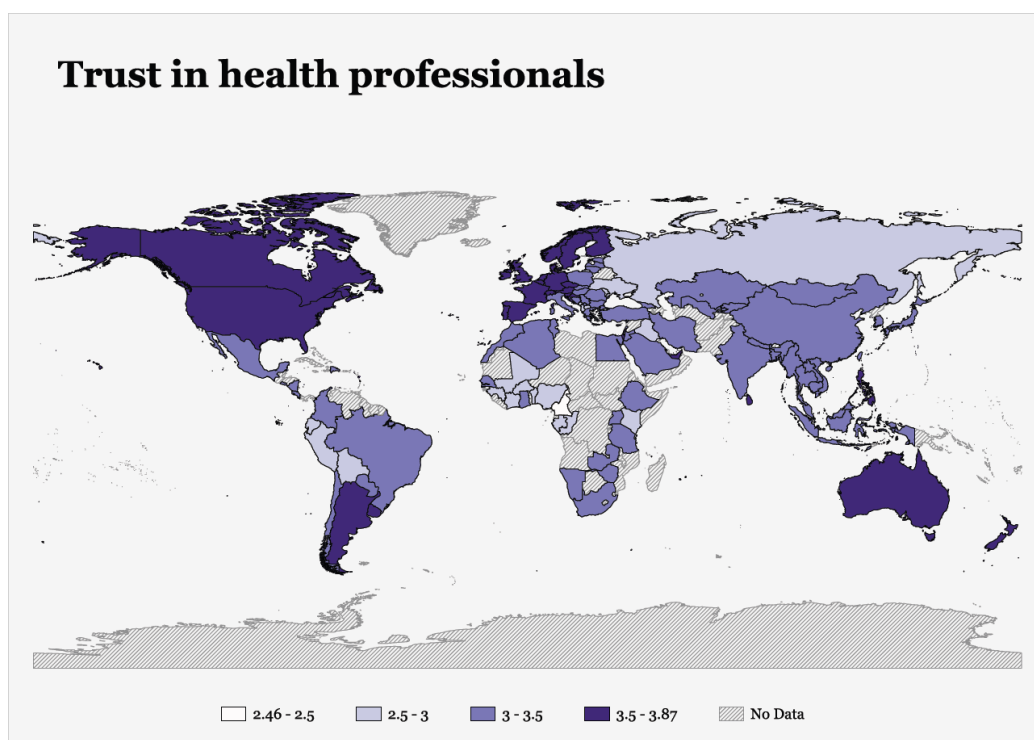 Trust in health professionals
2.46 - 2.5 2.5 - 3 3 - 3.5 3.5 - 3.87 No Data